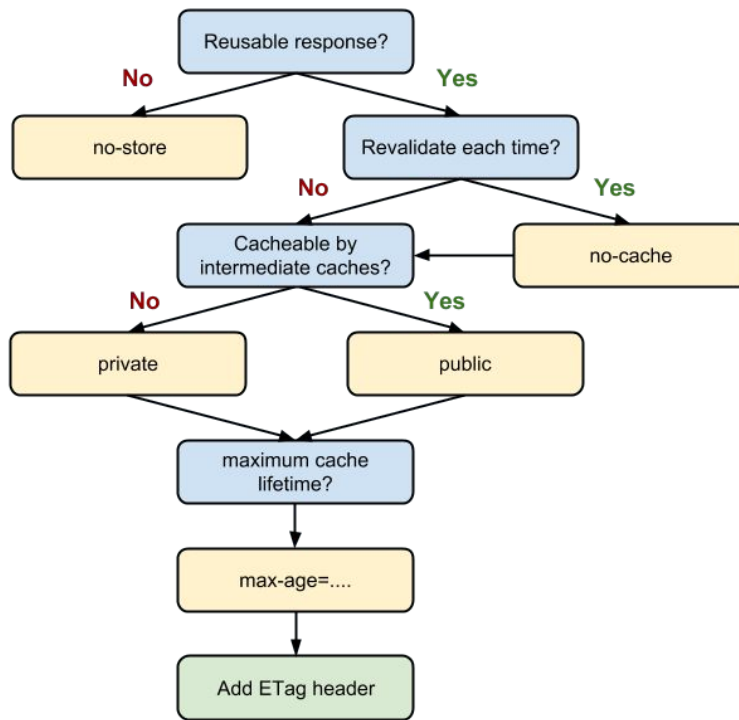 Reusable response?
No
Yes
no-store
Revalidate each time?
No
Yes
Cacheable by
intermediate caches?
no-cache
No
Yes
private
public
maximum cache
lifetime?
max-age=....
Add ETag header